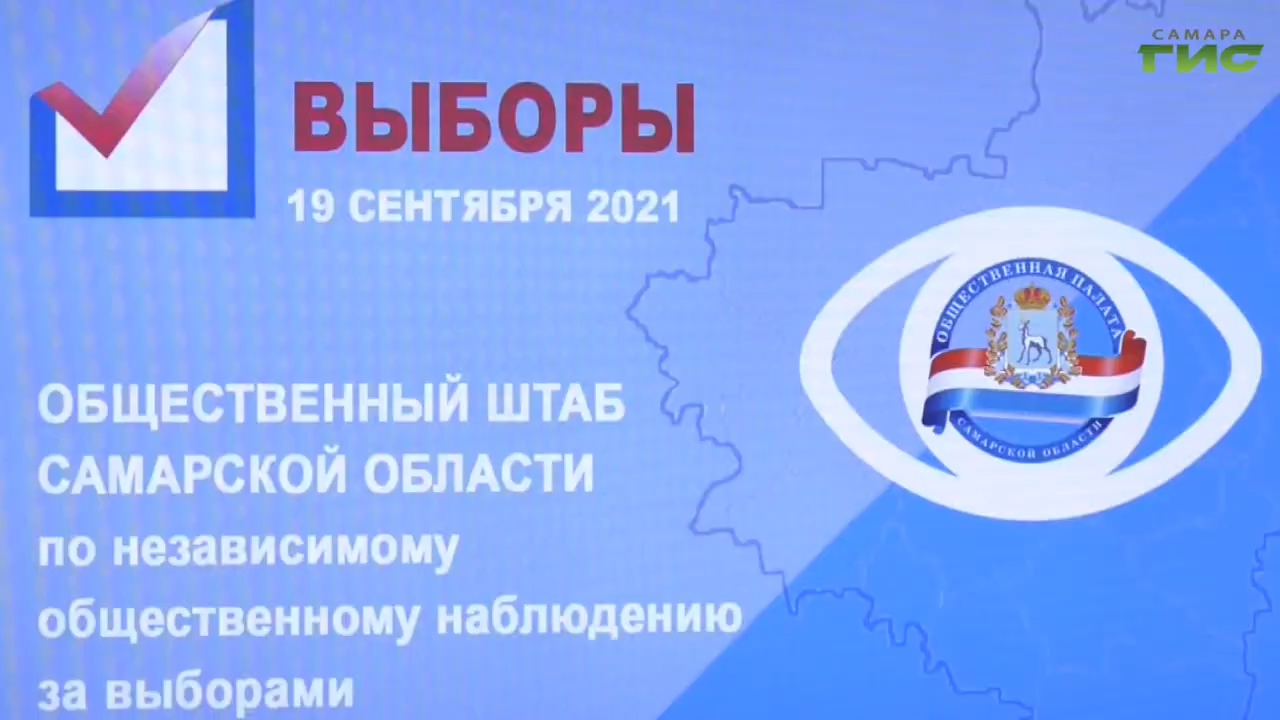 САМАРА
ГИС
ВЫБОРЫ
19 СЕНТЯБРЯ 2021
ОБЩЕСТВЕННАЯ ПАЛАТА
САМАРСКОЙ ОБЛАСТИ
ОБЩЕСТВЕННЫЙ ШТАБ
САМАРСКОЙ ОБЛАСТИ
по независимому
общественному наблюдению
за выборами